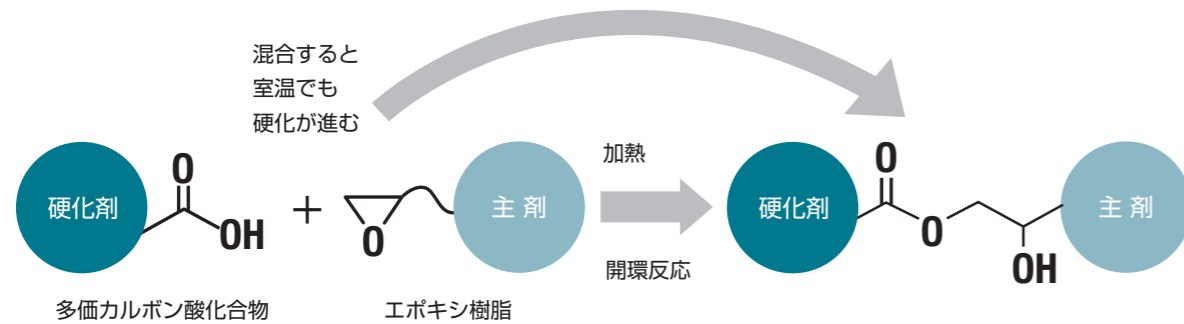 混合すると
室温でも
硬化が進む
硬化剤
O
OH
+
O
主 剤
加熱
開環反応
硬化剤
O
O
OH
主 剤
多価カルボン酸化合物
エポキシ樹脂